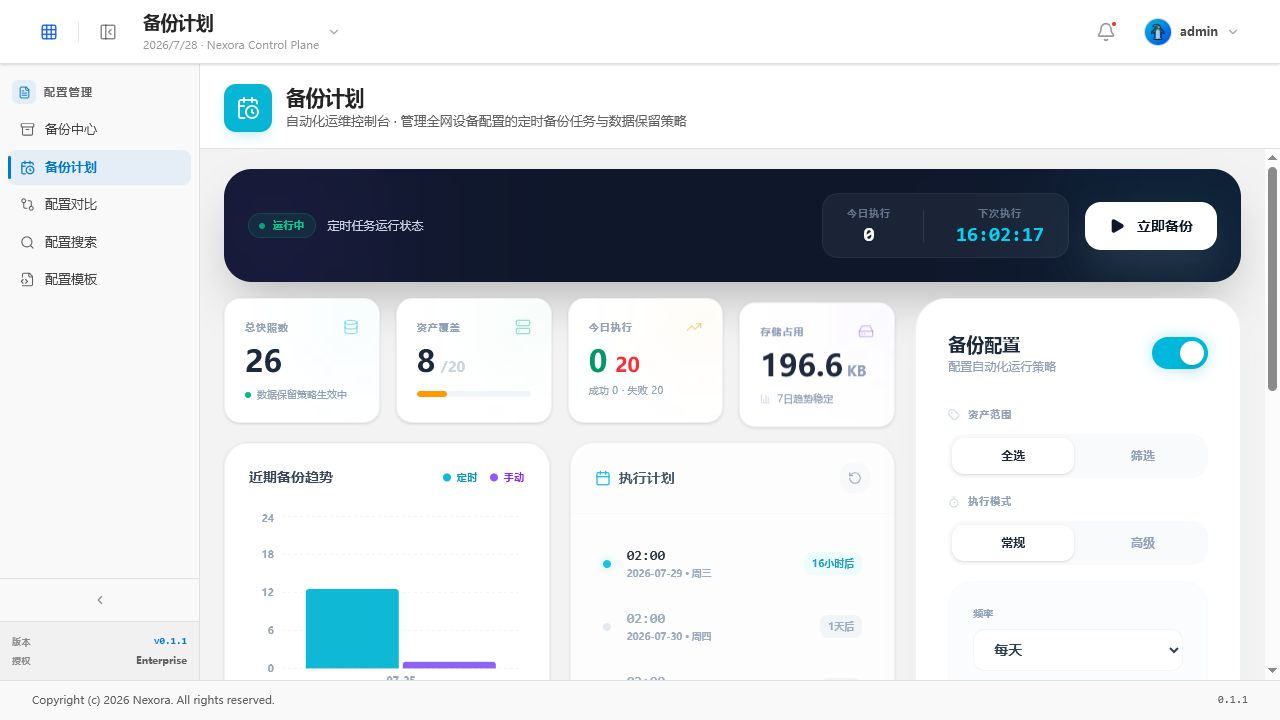 备份计划
2026/7/28 · Nexora Control Plane
admin
配置管理
备份中心
备份计划
配置对比
配置搜索
配置模板
版本 v0.1.1
授权 Enterprise
备份计划
自动化运维控制台 · 管理全网设备配置的定时备份任务与数据保留策略
运行中 定时任务运行状态
今日执行 下次执行
0 16:02:17
立即备份
总快照数
26
数据保留策略生效中
资产覆盖
8 /20
今日执行
0 20
成功 0 · 失败 20
存储占用
196.6 KB
7日趋势稳定
近期备份趋势 定时 手动
24
18
12
6
0
07-25
执行计划
02:00
2026-07-29 • 周三
16小时后
02:00
2026-07-30 • 周四
1天后
02:00
备份配置
配置自动化运行策略
资产范围
全选 筛选
执行模式
常规 高级
频率
每天
Copyright (c) 2026 Nexora. All rights reserved. 0.1.1